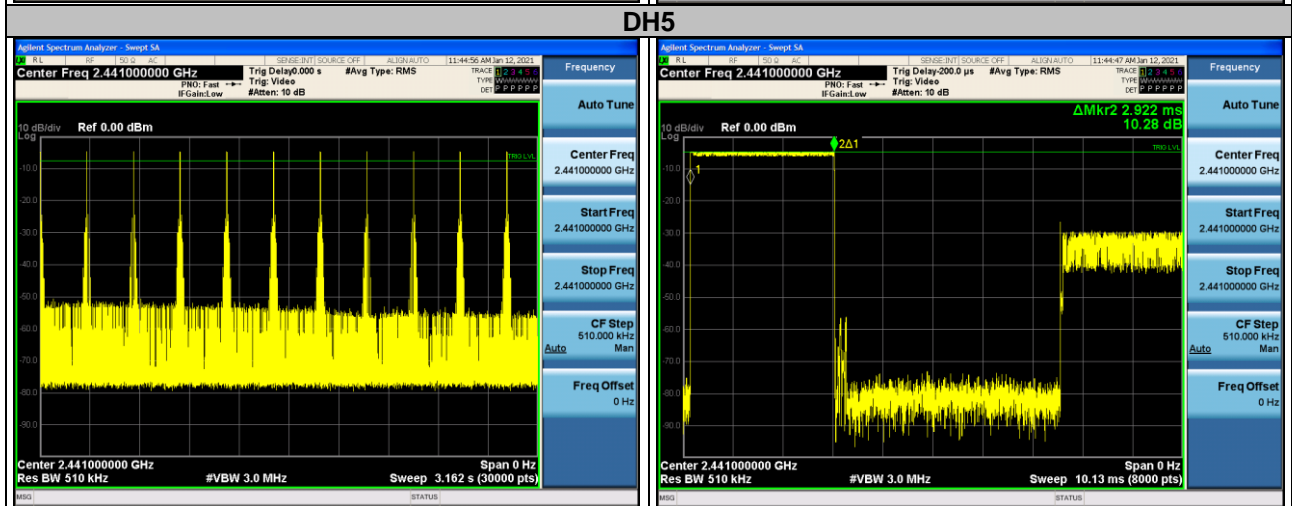 DH5
Agilent Spectrum Analyzer - Swept SA
RL RF 50 Ω AC SENSE:INT SOURCE OFF ALIGNAUTO 11:44:56 AM Jan 12, 2021
Center Freq 2.441000000 GHz
PNO: Fast
IFGain:Low
Trig Delay0.000 s #Avg Type: RMS
Trig: Video
#Atten: 10 dB
TRACE 1 2 3 4 5 6
TYPE
DET P P P P P P
10 dB/div Ref 0.00 dBm
Log
TRIG LVL
-10.0
-20.0
-30.0
-40.0
-50.0
-60.0
-70.0
-80.0
-90.0
Center 2.441000000 GHz Span 0 Hz
Res BW 510 kHz #VBW 3.0 MHz Sweep 3.162 s (30000 pts)
MSG STATUS
Frequency
Auto Tune
Center Freq
2.441000000 GHz
Start Freq
2.441000000 GHz
Stop Freq
2.441000000 GHz
CF Step
510.000 kHz
Auto Man
Freq Offset
0 Hz
Agilent Spectrum Analyzer - Swept SA
RL RF 50 Ω AC SENSE:INT SOURCE OFF ALIGNAUTO 11:44:47 AM Jan 12, 2021
Center Freq 2.441000000 GHz
PNO: Fast
IFGain:Low
Trig Delay-200.0 µs #Avg Type: RMS
Trig: Video
#Atten: 10 dB
TRACE 1 2 3 4 5 6
TYPE
DET P P P P P P
ΔMkr2 2.922 ms
10.28 dB
10 dB/div Ref 0.00 dBm
Log
2Δ1
TRIG LVL
1
-10.0
-20.0
-30.0
-40.0
-50.0
-60.0
-70.0
-80.0
-90.0
Center 2.441000000 GHz Span 0 Hz
Res BW 510 kHz #VBW 3.0 MHz Sweep 10.13 ms (8000 pts)
MSG STATUS
Frequency
Auto Tune
Center Freq
2.441000000 GHz
Start Freq
2.441000000 GHz
Stop Freq
2.441000000 GHz
CF Step
510.000 kHz
Auto Man
Freq Offset
0 Hz